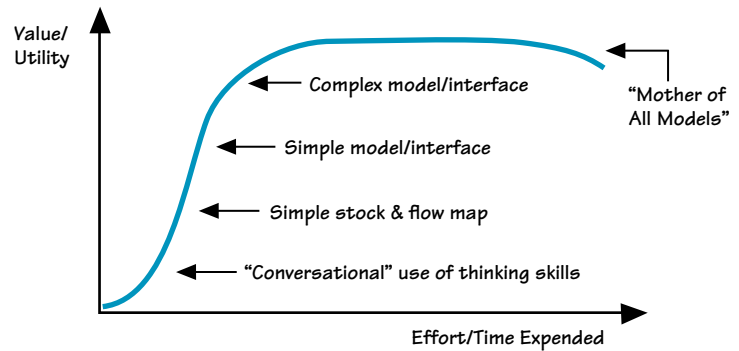 Value/
Utility
Complex model/interface
“Mother of
All Models”
Simple model/interface
Simple stock & flow map
“Conversational” use of thinking skills
Effort/Time Expended